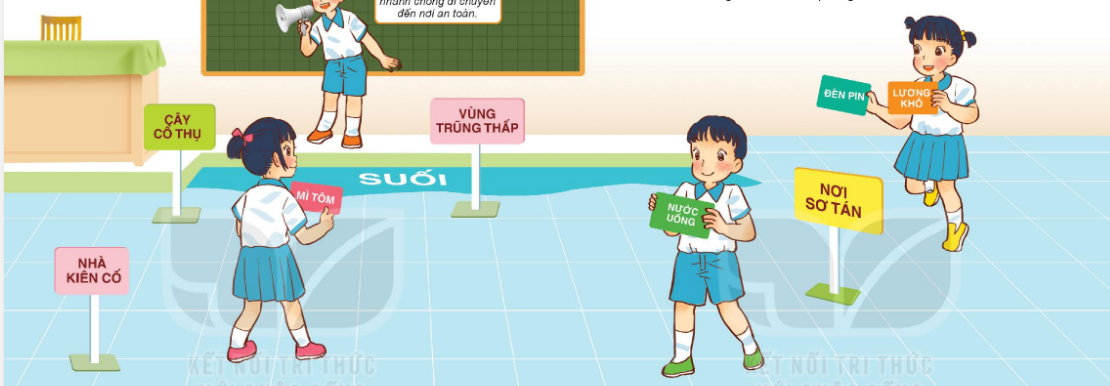 nhanh chóng di chuyển
đến nơi an toàn.
ĐÈN PIN
LƯƠNG
KHÔ
CÂY
CỔ THỤ
VÙNG
TRŨNG THẤP
SUỐI
MÌ TÔM
NƯỚC
UỐNG
NƠI
SƠ TÁN
NHÀ
KIÊN CỐ
KẾT NỐI TRI THỨC
KẾT NỐI TRI THỨC